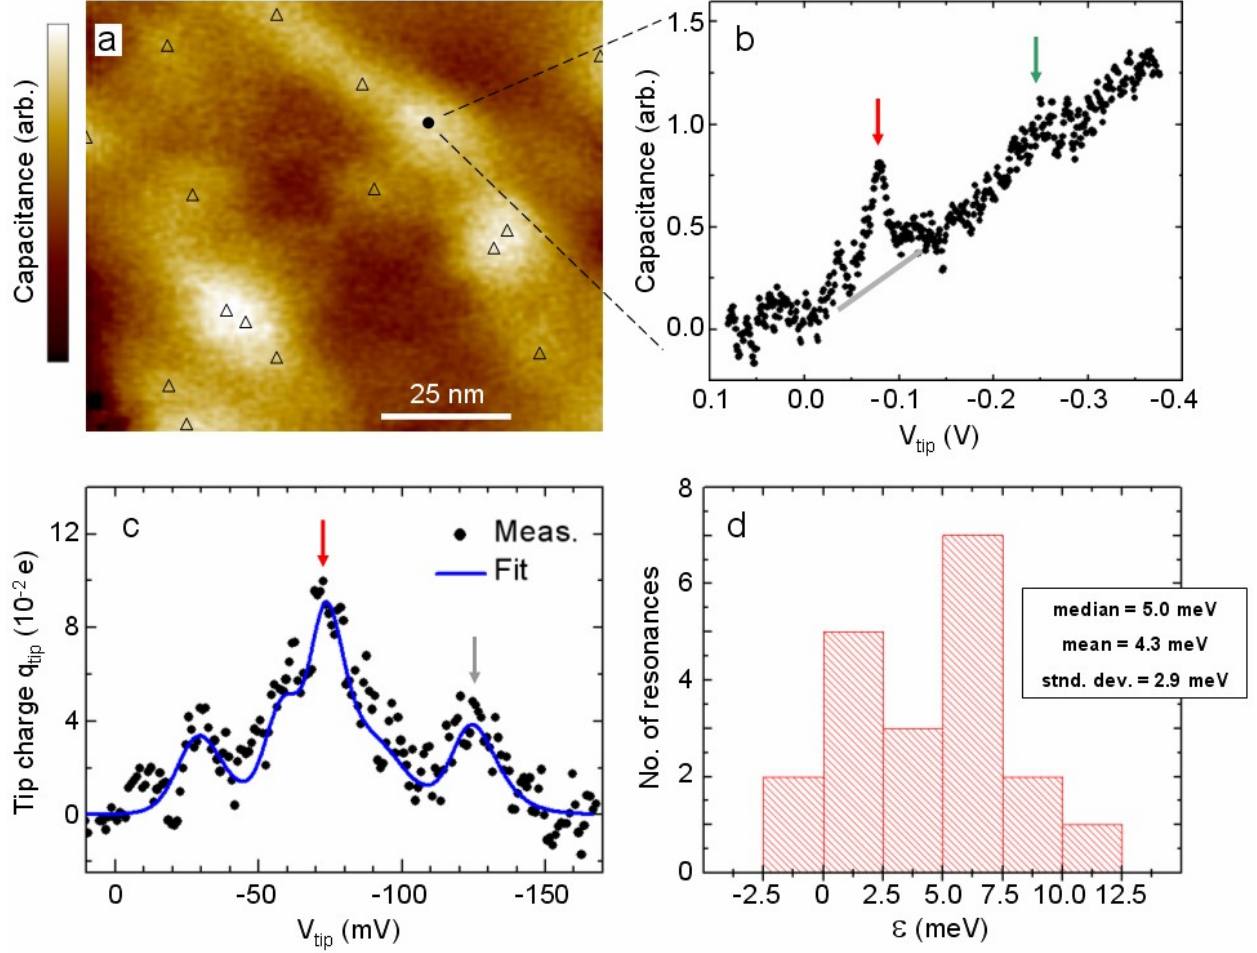 a
Capacitance (arb.)
25 nm
b
Capacitance (arb.)
1.5
1.0
0.5
0.0
0.1 0.0 -0.1 -0.2 -0.3 -0.4
Vtip (V)
c
Meas.
Fit
Tip charge qtip (10-2 e)
12
8
4
0
0 -50 -100 -150
Vtip (mV)
d
No. of resonances
8
6
4
2
0
median = 5.0 meV
mean = 4.3 meV
stnd. dev. = 2.9 meV
-2.5 0 2.5 5.0 7.5 10.0 12.5
ε (meV)